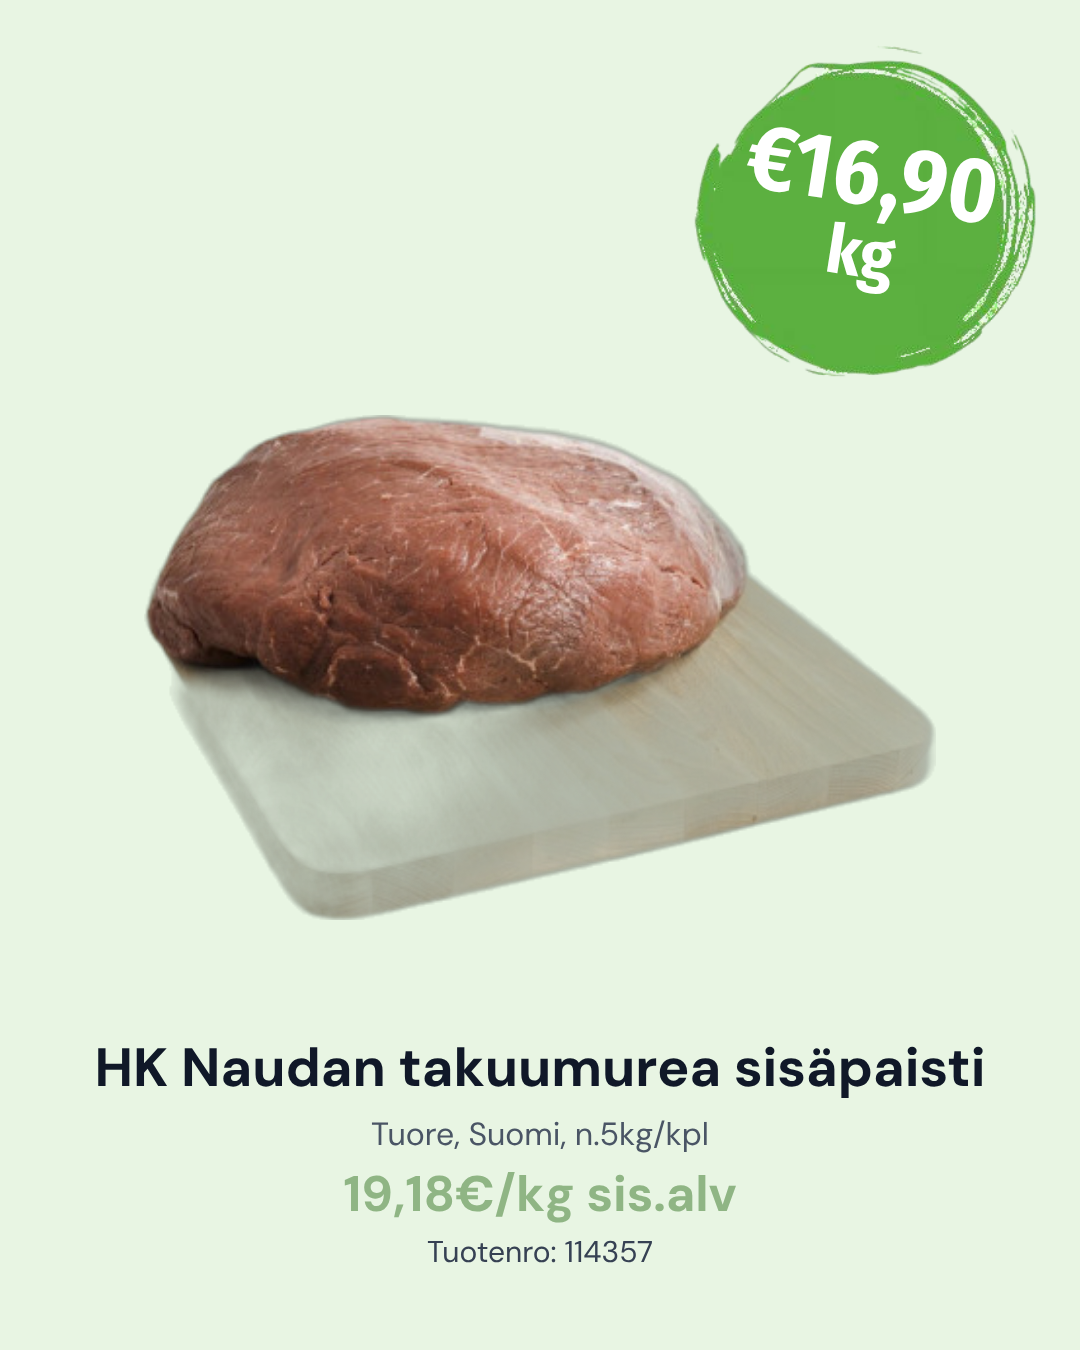 €16,90
kg
HK Naudan takuumurea sisäpaisti
Tuore, Suomi, n.5kg/kpl
19,18€/kg sis.alv
Tuotenro: 114357